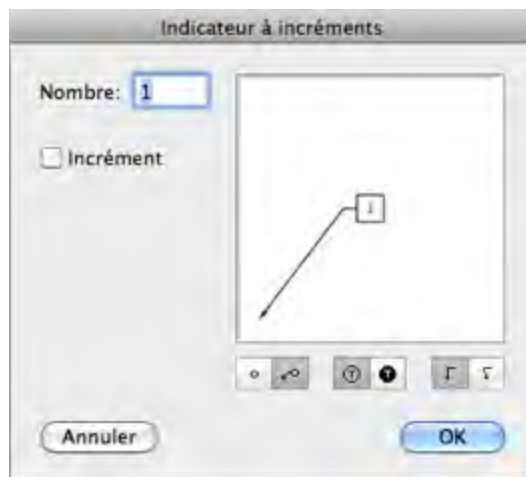 Indicateur à incréments
Nombre: 1
Incrément
1
T T
Annuler OK